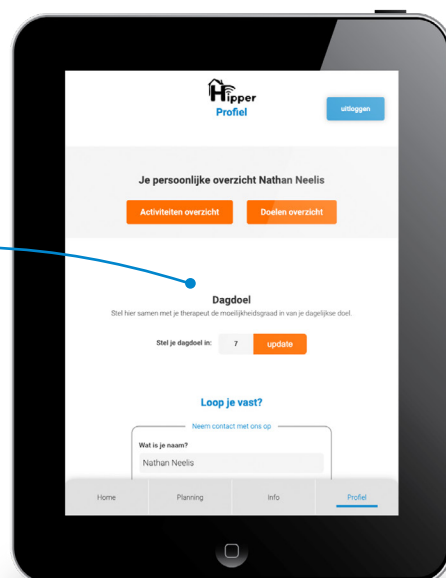 Hipper
Profiel
uitloggen
Je persoonlijke overzicht Nathan Neelis
Activiteiten overzicht
Doelen overzicht
Dagdoel
Stel hier samen met je therapeut de moeilijkheidsgraad in van je dagelijkse doel.
Stel je dagdoel in: 7 update
Loop je vast?
Neem contact met ons op
Wat is je naam?
Nathan Neelis
Home Planning Info Profiel